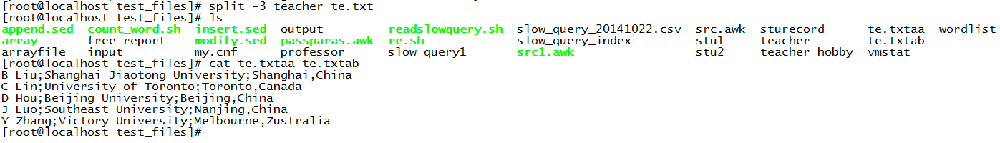 [root@localhost test_files]# split -3 teacher te.txt
[root@localhost test_files]# ls
append.sed count_word.sh insert.sed output readslowquery.sh slow_query_20141022.csv src.awk sturecord te.txtaa wordlist
array free-report modify.sed passparas.awk re.sh slow_query_index stu1 teacher te.txtab
arrayfile input my.cnf professor slow_query1 src1.awk stu2 teacher_hobby vmstat
[root@localhost test_files]# cat te.txtaa te.txtab
B Liu;Shanghai Jiaotong University;Shanghai,China
C Lin;University of Toronto;Toronto,Canada
D Hou;Beijing University;Beijing,China
J Luo;Southeast University;Nanjing,China
Y Zhang;Victory University;Melbourne,Zustralia
[root@localhost test_files]#